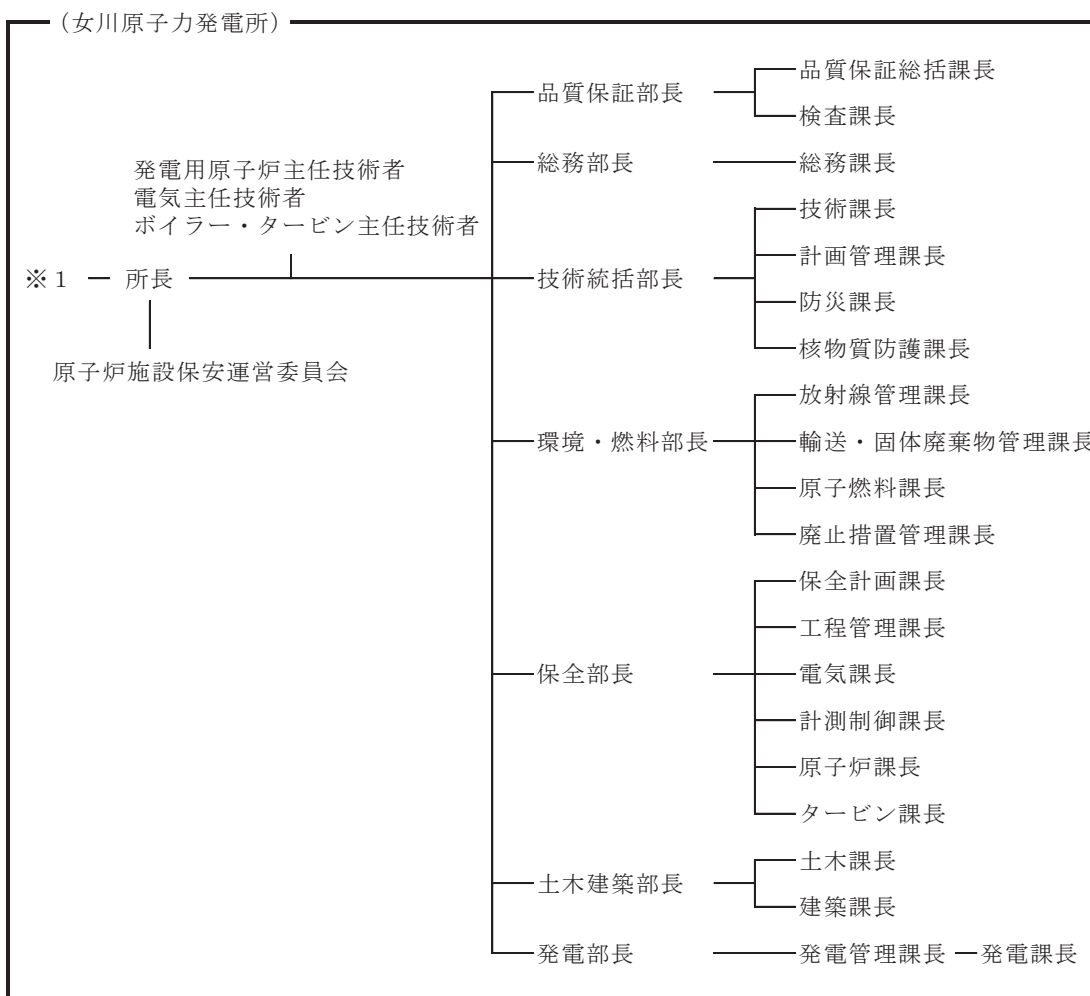 (女川原子力発電所)
品質保証総括課長
品質保証部長
検査課長
総務部長
総務課長
発電用原子炉主任技術者
電気主任技術者
ボイラー・タービン主任技術者
技術課長
計画管理課長
※1
所長
技術統括部長
防災課長
核物質防護課長
原子炉施設保安運営委員会
放射線管理課長
環境・燃料部長
輸送・固体廃棄物管理課長
原子燃料課長
廃止措置管理課長
保全計画課長
工程管理課長
保全部長
電気課長
計測制御課長
原子炉課長
タービン課長
土木課長
土木建築部長
建築課長
発電部長
発電管理課長
発電課長